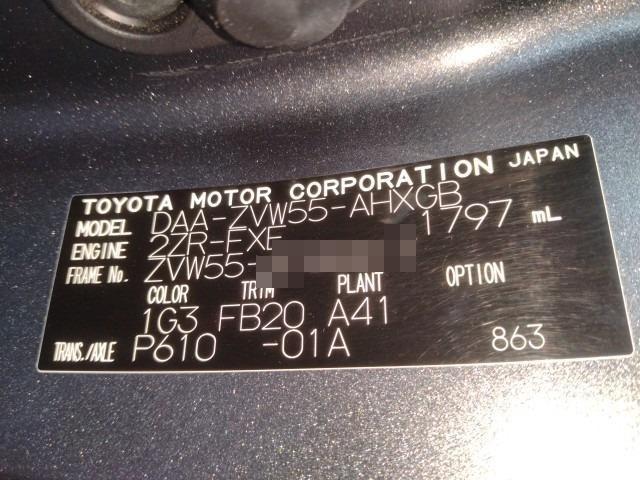 TOYOTA MOTOR CORPORATION JAPAN
MODEL DAA-ZVW55-AHXGB
ENGINE 2ZR-FXE 1797 mL
FRAME No. ZVW55-
COLOR TRIM PLANT OPTION
1G3 FB20 A41
TRANS./AXLE P610 -01A 863